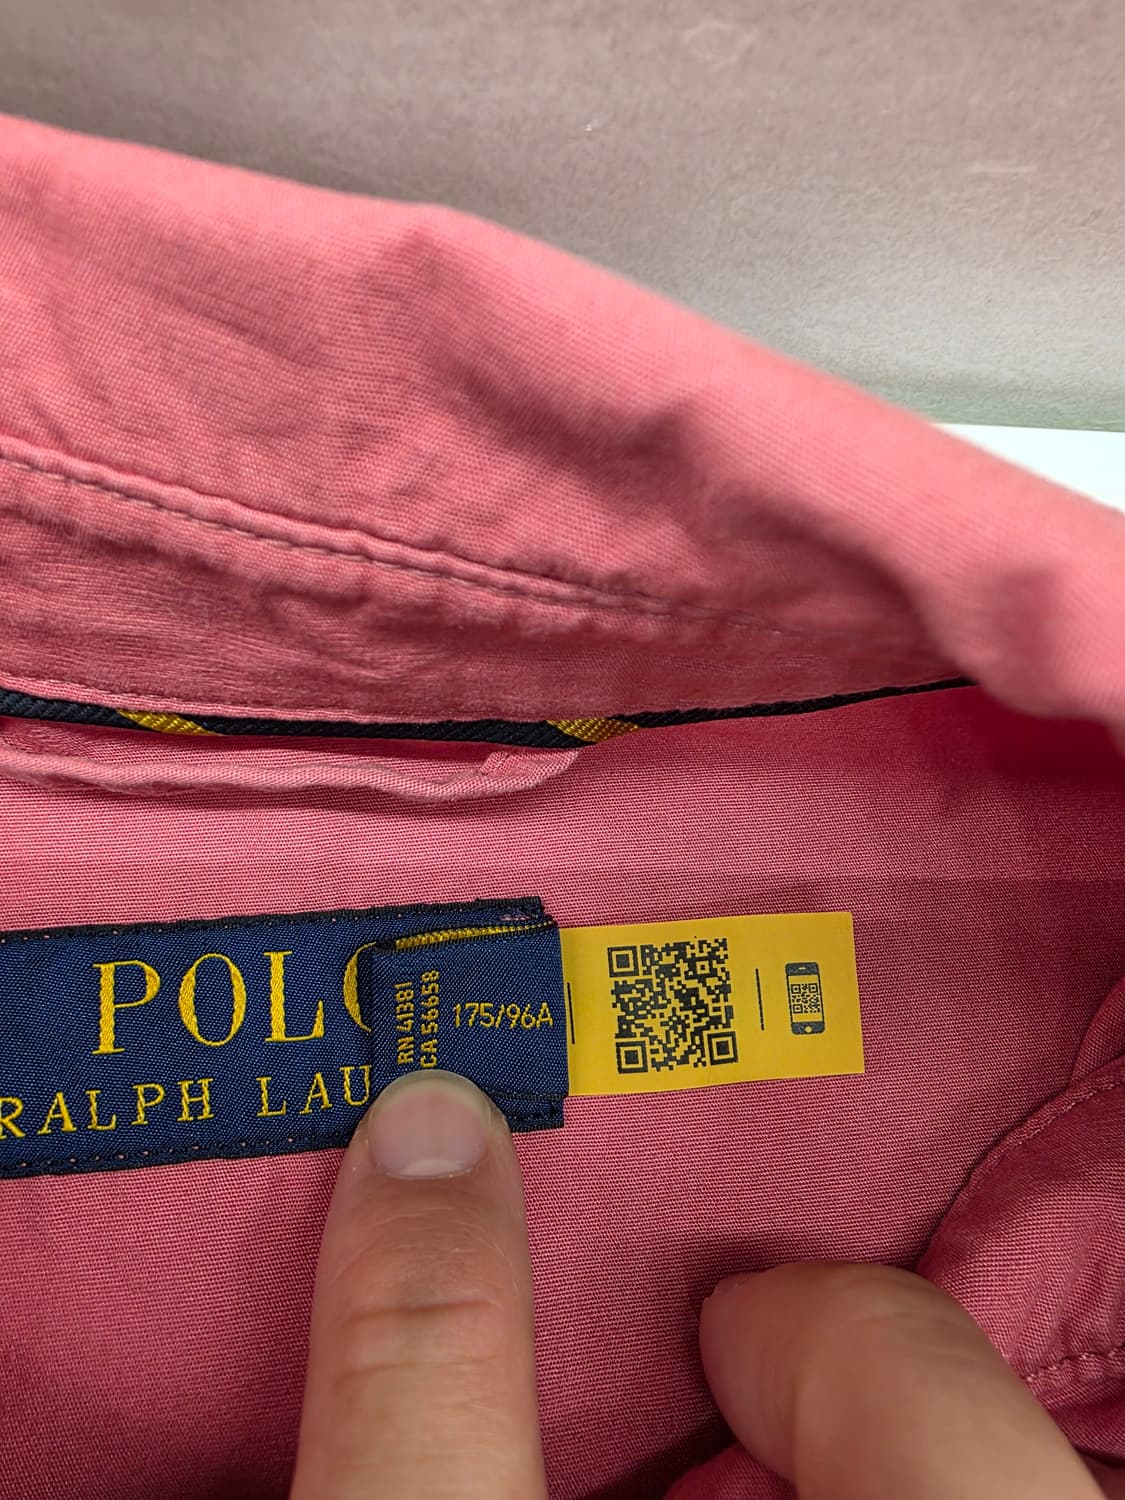 POLO
RALPH LAU
RN 41381
CA 56658
175/96A